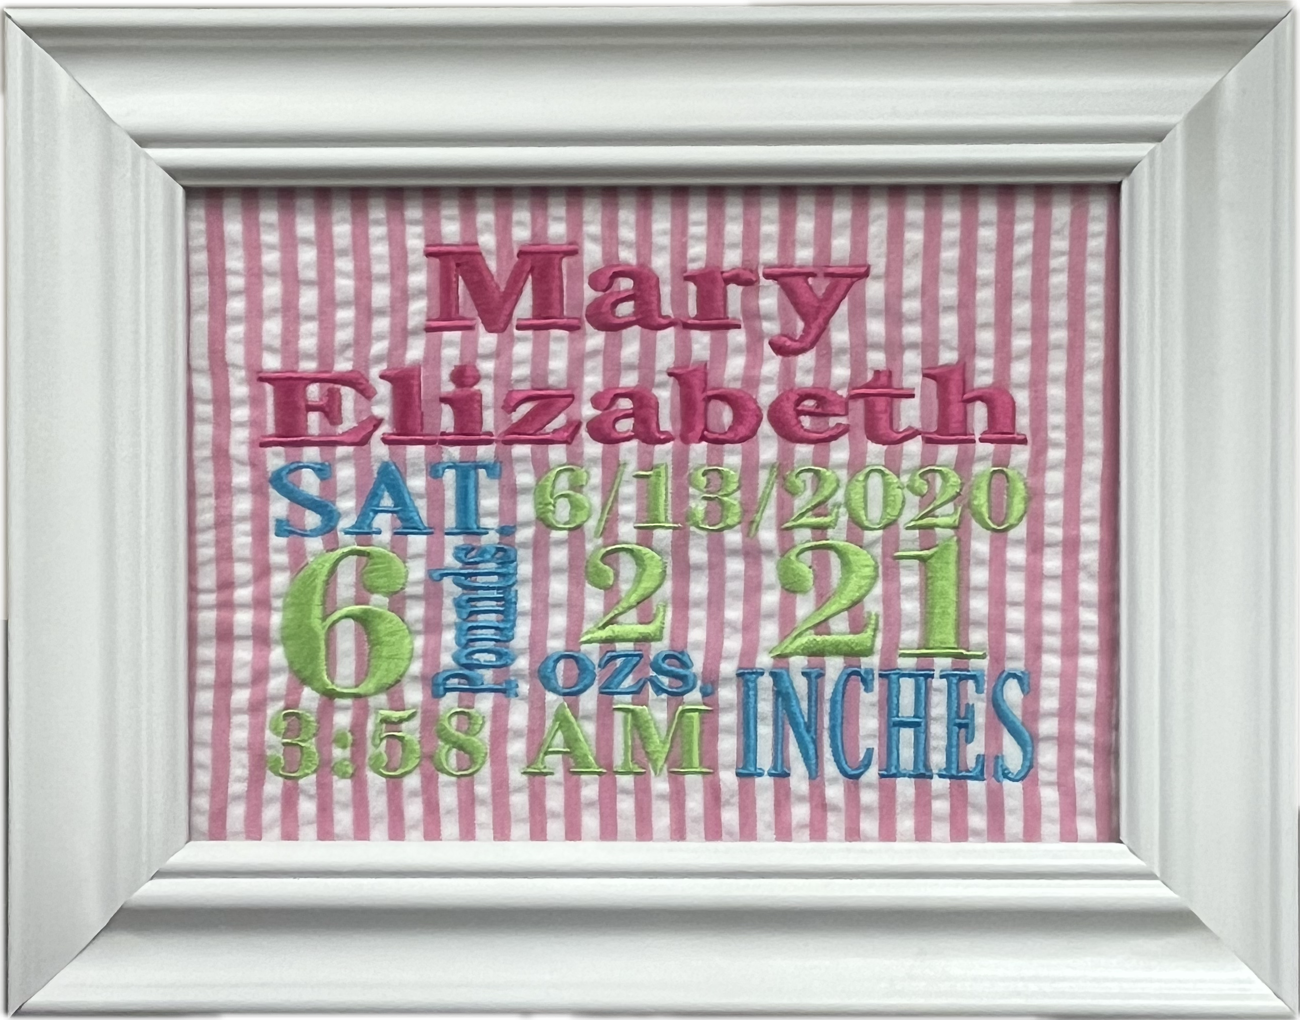 Mary
Elizabeth
SAT. 6/13/2020
6 Pounds 2 ozs. 21 INCHES
3:58 AM